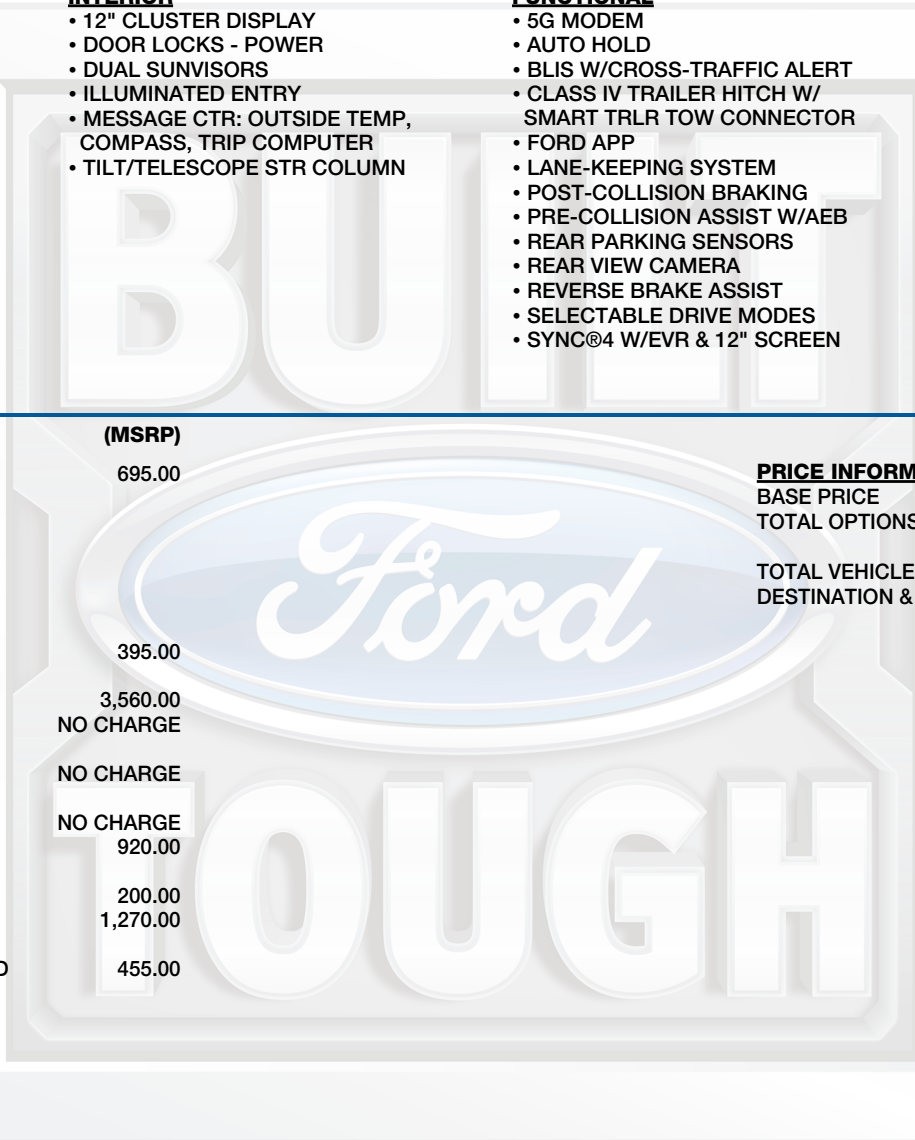 INTERIOR
• 12" CLUSTER DISPLAY
• DOOR LOCKS - POWER
• DUAL SUNVISORS
• ILLUMINATED ENTRY
• MESSAGE CTR: OUTSIDE TEMP,
COMPASS, TRIP COMPUTER
• TILT/TELESCOPE STR COLUMN
FUNCTIONAL
• 5G MODEM
• AUTO HOLD
• BLIS W/CROSS-TRAFFIC ALERT
• CLASS IV TRAILER HITCH W/
SMART TRLR TOW CONNECTOR
• FORD APP
• LANE-KEEPING SYSTEM
• POST-COLLISION BRAKING
• PRE-COLLISION ASSIST W/AEB
• REAR PARKING SENSORS
• REAR VIEW CAMERA
• REVERSE BRAKE ASSIST
• SELECTABLE DRIVE MODES
• SYNC®4 W/EVR & 12" SCREEN
BUILT
Ford
TOUGH
(MSRP)
695.00
395.00
3,560.00
NO CHARGE
NO CHARGE
NO CHARGE
920.00
200.00
1,270.00
D 455.00
PRICE INFORM
BASE PRICE
TOTAL OPTIONS
TOTAL VEHICLE
DESTINATION &